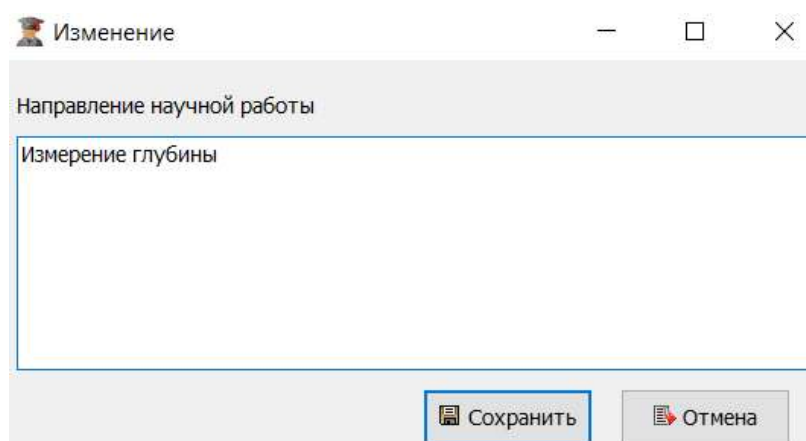 Изменение
Направление научной работы
Измерение глубины
Сохранить
Отмена